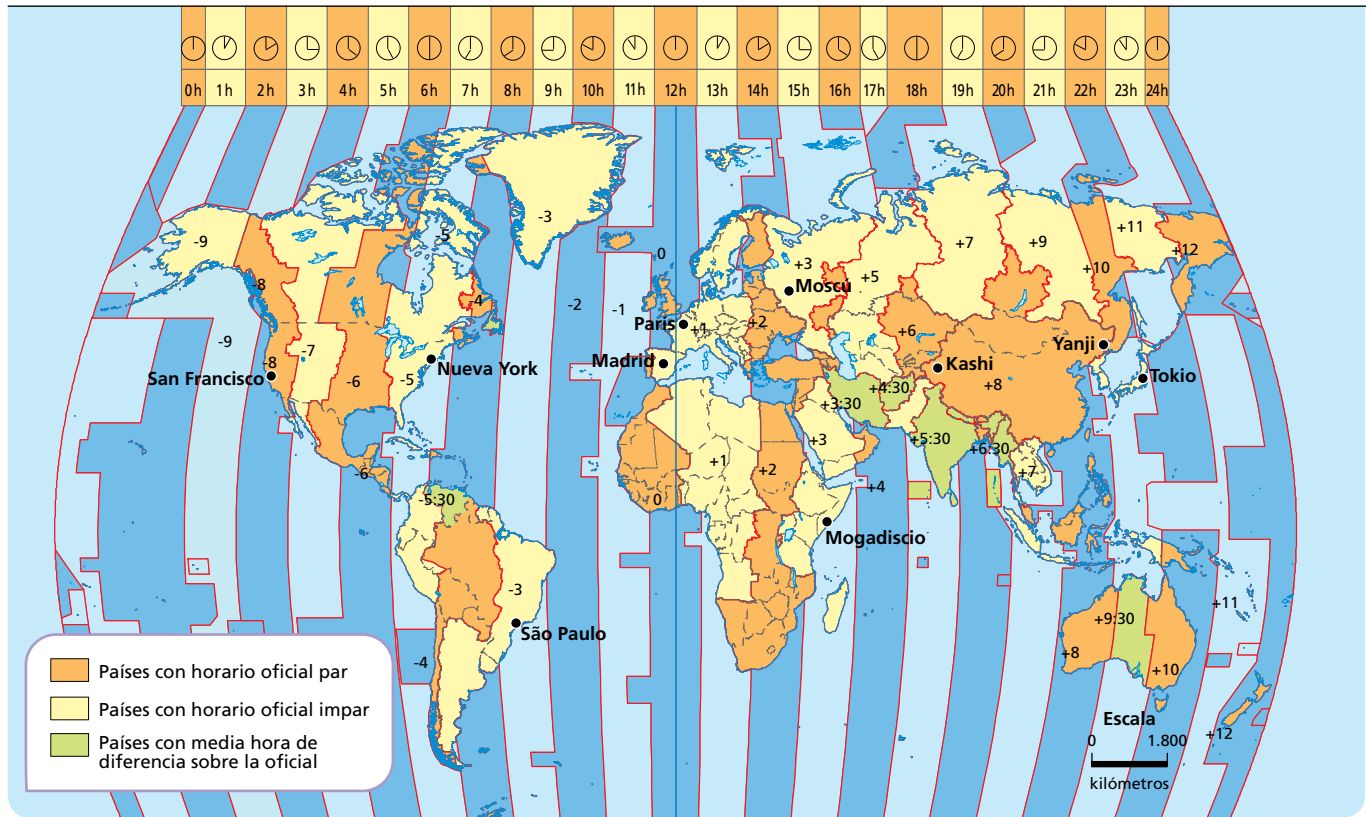 0h 1h 2h 3h 4h 5h 6h 7h 8h 9h 10h 11h 12h 13h 14h 15h 16h 17h 18h 19h 20h 21h 22h 23h 24h
-3
-9
-5
0
+3
+7
+9
+11
+12
-8
-4
-2
-1
+5
+10
Moscú
-9
París
+1
+2
+6
Yanji
-8
-7
Nueva York
Madrid
Kashi
San Francisco
-6
-5
+8
Tokio
+4:30
+3:30
+3
+5:30
+6:30
-6
+1
+2
+7
-5:30
0
+4
Mogadiscio
-3
+11
+9:30
São Paulo
-4
+8
+10
Países con horario oficial par
Países con horario oficial impar
Países con media hora de
diferencia sobre la oficial
Escala
+12
0 1.800
kilómetros